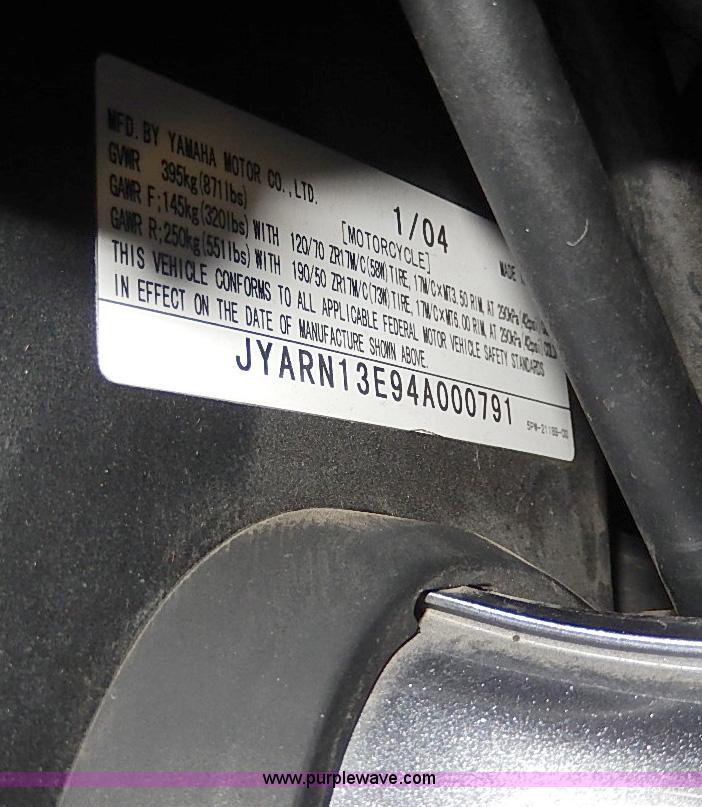 MFD. BY YAMAHA MOTOR CO., LTD.
1/04
MADE
GVWR 395kg(871lbs)
[MOTORCYCLE]
GAWR F;145kg(320lbs) WITH 120/70 ZR17M/C(58W)TIRE, 17M/C×MT3.50 RIM, AT 290kPa
GAWR R;250kg(551lbs) WITH 190/50 ZR17M/C(73W)TIRE, 17M/C×MT6.00 RIM, AT 290kPa
THIS VEHICLE CONFORMS TO ALL APPLICABLE FEDERAL MOTOR VEHICLE SAFETY STANDARDS
IN EFFECT ON THE DATE OF MANUFACTURE SHOWN ABOVE.
JYARN13E94A000791
www.purplewave.com